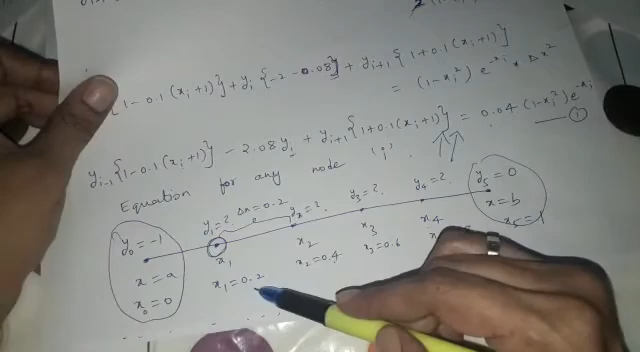 {1-0.1(xᵢ+1)} + yᵢ {-2-0.08} + yᵢ₊₁ {1+0.1(xᵢ+1)}
= (1-xᵢ²) e^-xᵢ * Δx²
yᵢ₋₁{1-0.1(xᵢ+1)} - 2.08yᵢ + yᵢ₊₁{1+0.1(xᵢ+1)} = 0.04(1-xᵢ²)e^-xᵢ — ①
Equation for any node 'i'.
y₀=-1 y₁=? Δx=0.2 y₂=? y₃=? y₄=? y₅=0
x=a x₁ x₂ x₃ x₄ x=b
x₀=0 x₁=0.2 x₂=0.4 x₃=0.6 x₅=1